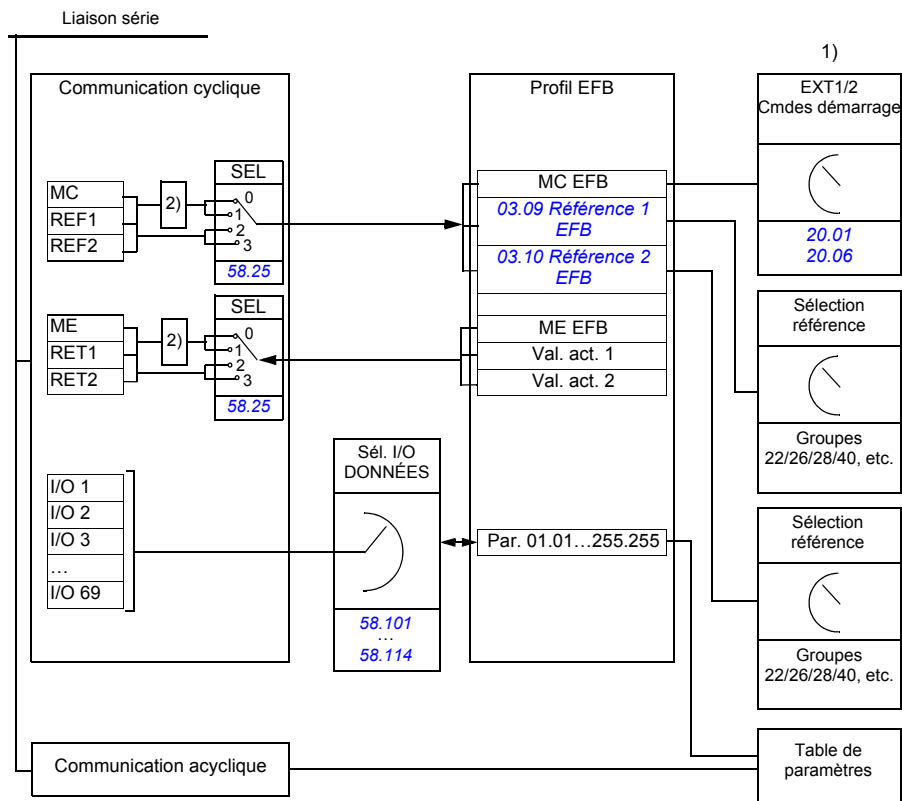 Liaison série
1)
Communication cyclique
Profil EFB
EXT1/2
Cmdes démarrage
SEL
MC
REF1
REF2
2)
0
1
2
3
58.25
MC EFB
03.09 Référence 1
EFB
03.10 Référence 2
EFB
20.01
20.06
SEL
ME
RET1
RET2
2)
0
1
2
3
58.25
ME EFB
Val. act. 1
Val. act. 2
Sélection
référence
Groupes
22/26/28/40, etc.
Sél. I/O
DONNÉES
I/O 1
I/O 2
I/O 3
…
I/O 69
58.101
…
58.114
Par. 01.01…255.255
Sélection
référence
Groupes
22/26/28/40, etc.
Communication acyclique
Table de
paramètres